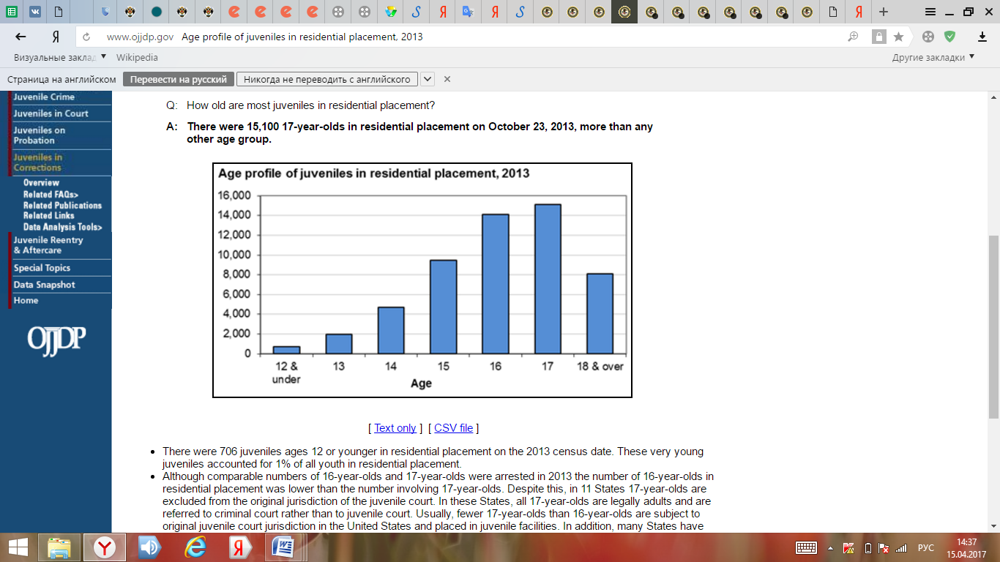 www.ojjdp.gov Age profile of juveniles in residential placement, 2013
Визуальные заклад
Wikipedia
Другие закладки
Страница на английском
Перевести на русский
Никогда не переводить с английского
Juvenile Crime
Juveniles in Court
Juveniles on
Probation
Juveniles in
Corrections
Overview
Related FAQs>
Related Publications
Related Links
Data Analysis Tools>
Juvenile Reentry
& Aftercare
Special Topics
Data Snapshot
Home
OJJDP
Q: How old are most juveniles in residential placement?
A: There were 15,100 17-year-olds in residential placement on October 23, 2013, more than any
other age group.
Age profile of juveniles in residential placement, 2013
16,000
14,000
12,000
10,000
8,000
6,000
4,000
2,000
0
12 & 13 14 15 16 17 18 & over
under
Age
[ Text only ] [ CSV file ]
• There were 706 juveniles ages 12 or younger in residential placement on the 2013 census date. These very young
juveniles accounted for 1% of all youth in residential placement.
• Although comparable numbers of 16-year-olds and 17-year-olds were arrested in 2013 the number of 16-year-olds in
residential placement was lower than the number involving 17-year-olds. Despite this, in 11 States 17-year-olds are
excluded from the original jurisdiction of the juvenile court. In these States, all 17-year-olds are legally adults and are
referred to criminal court rather than to juvenile court. Usually, fewer 17-year-olds than 16-year-olds are subject to
original juvenile court jurisdiction in the United States and placed in juvenile facilities. In addition, many States have
РУС
14:37
15.04.2017